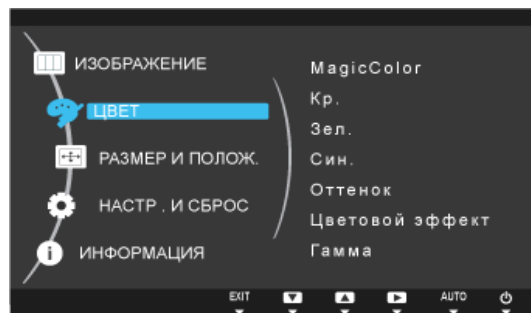 ИЗОБРАЖЕНИЕ
ЦВЕТ
РАЗМЕР И ПОЛОЖ.
НАСТР . И СБРОС
ИНФОРМАЦИЯ
MagicColor
Кр.
Зел.
Син.
Оттенок
Цветовой эффект
Гамма
EXIT AUTO